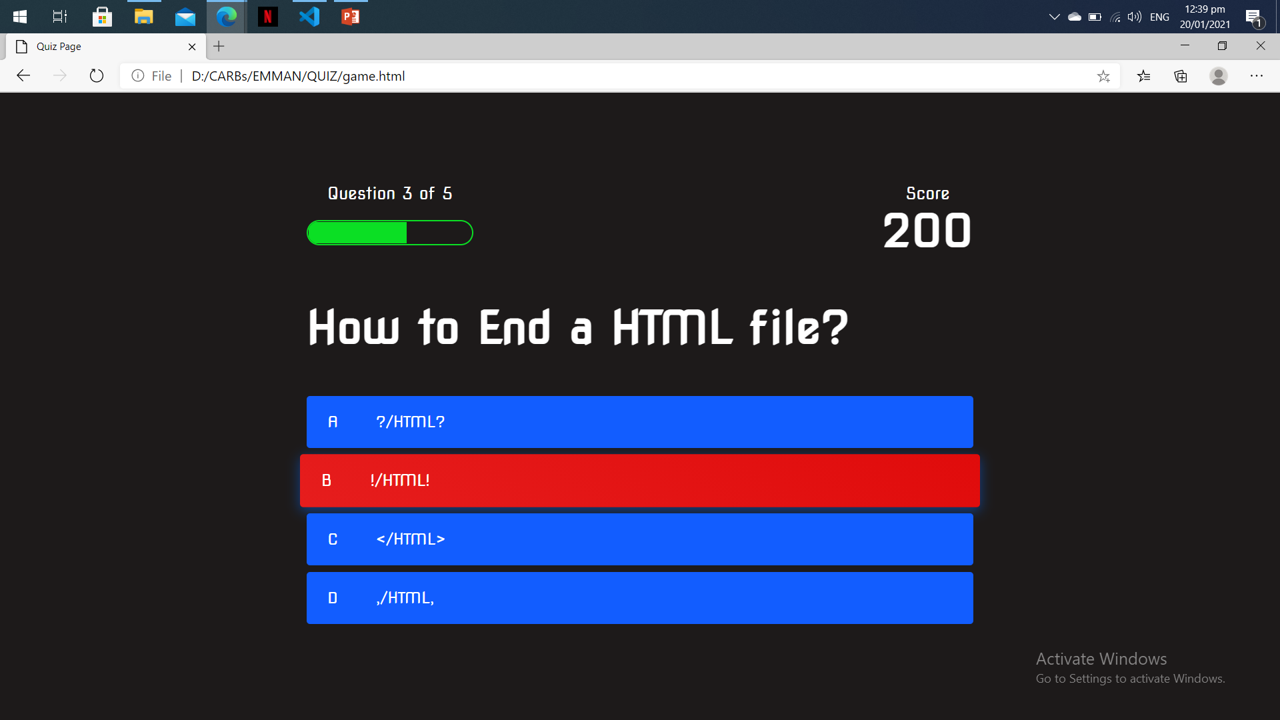 12:39 pm
ENG
20/01/2021
1
Quiz Page
File | D:/CARBs/EMMAN/QUIZ/game.html
Question 3 of 5
Score
200
How to End a HTML file?
A ?/HTML?
B !/HTML!
C </HTML>
D ,/HTML,
Activate Windows
Go to Settings to activate Windows.